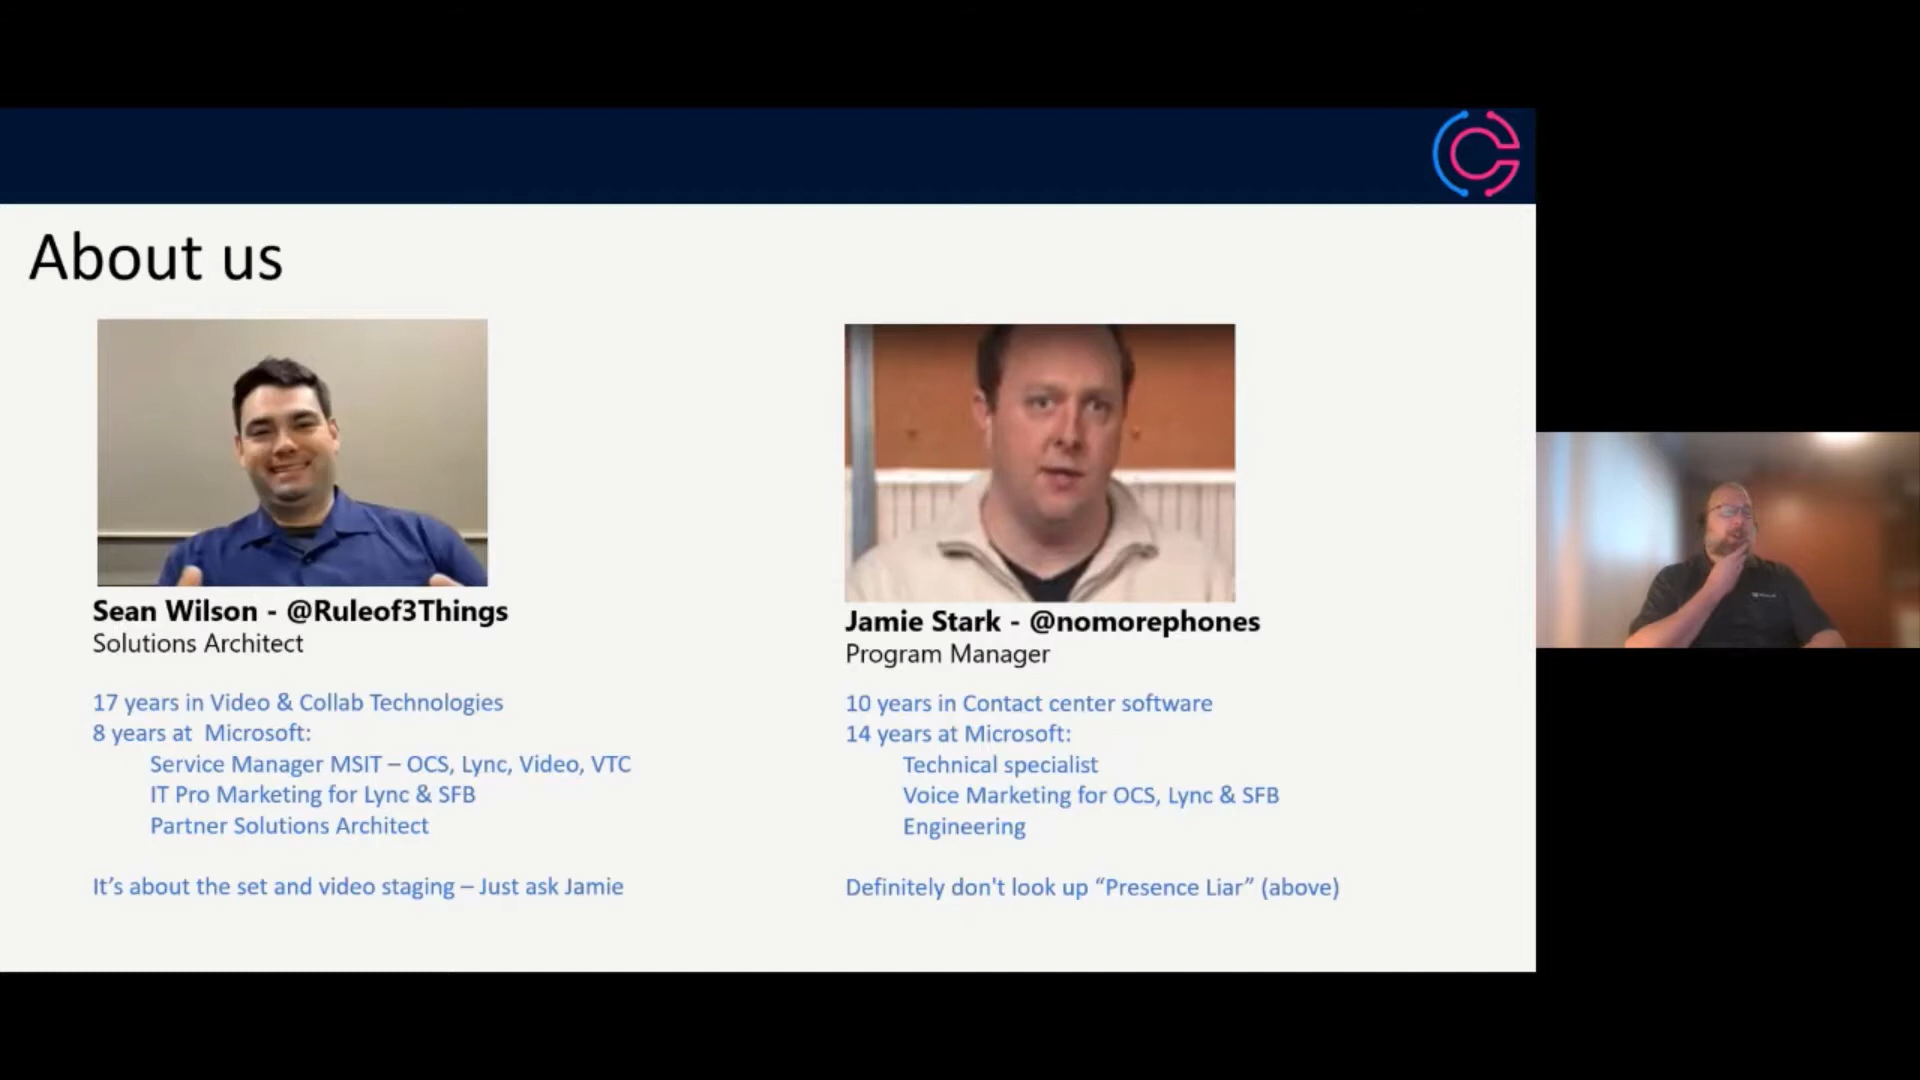 About us
Sean Wilson - @Ruleof3Things
Solutions Architect
17 years in Video & Collab Technologies
8 years at  Microsoft:
Service Manager MSIT – OCS, Lync, Video, VTC
IT Pro Marketing for Lync & SFB
Partner Solutions Architect
It's about the set and video staging – Just ask Jamie
Jamie Stark - @nomorephones
Program Manager
10 years in Contact center software
14 years at Microsoft:
Technical specialist
Voice Marketing for OCS, Lync & SFB
Engineering
Definitely don't look up “Presence Liar” (above)